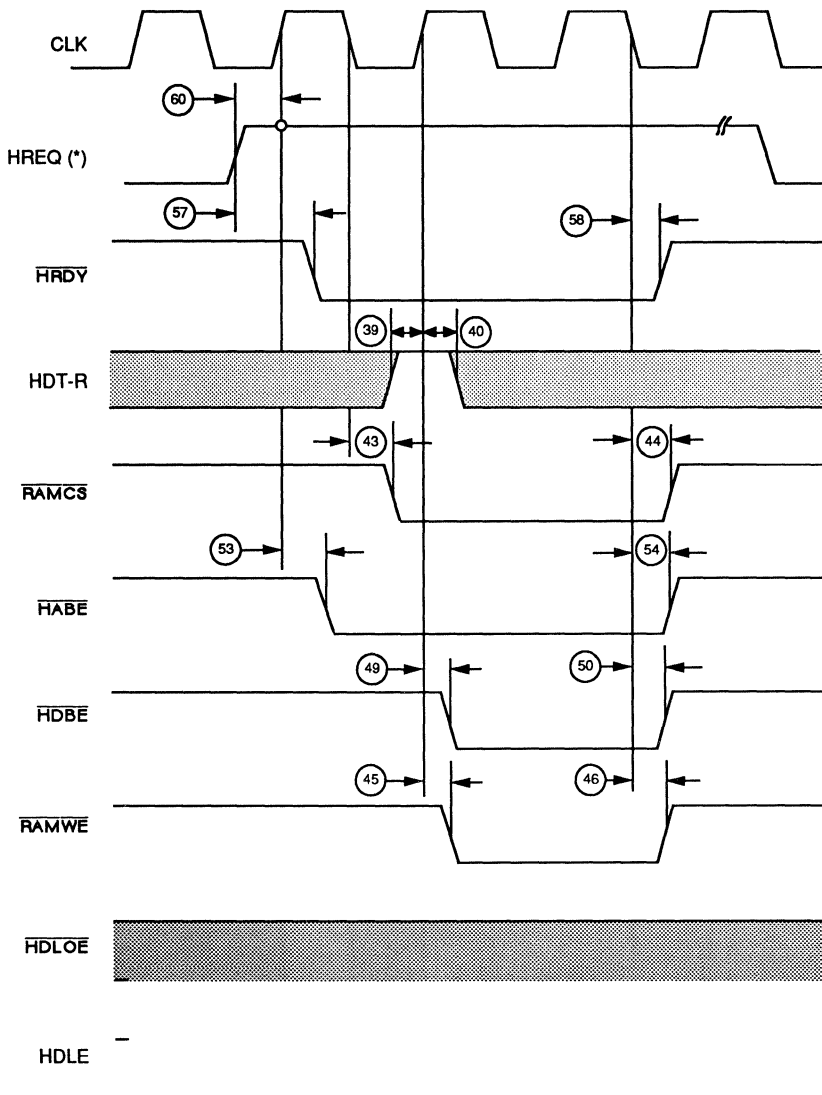 CLK
60
HREQ (*)
57
58
HRDY
39
40
HDT-R
43
44
RAMCS
53
54
HABE
49
50
HDBE
45
46
RAMWE
HDLOE
HDLE